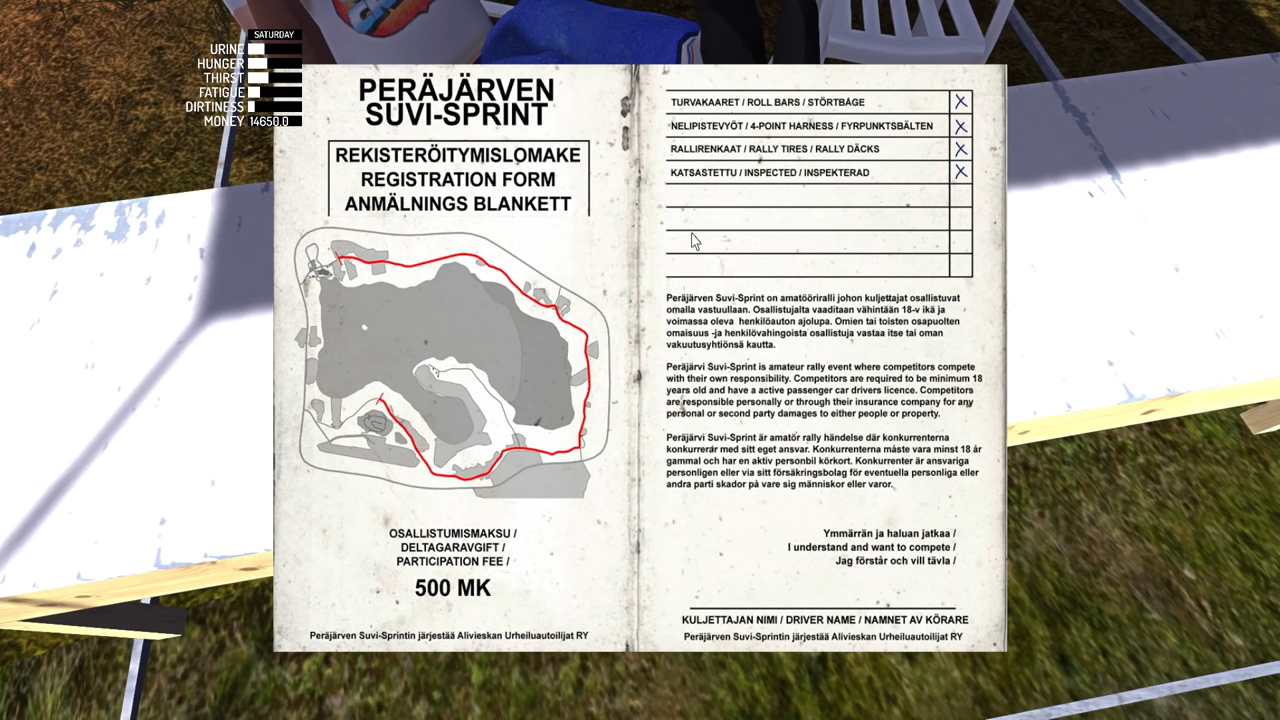 SATURDAY
URINE
HUNGER
THIRST
FATIGUE
DIRTINESS
MONEY 14650.0
PERÄJÄRVEN
SUVI-SPRINT
REKISTERÖITYMISLOMAKE
REGISTRATION FORM
ANMÄLNINGS BLANKETT
OSALLISTUMISMAKSU /
DELTAGARAVGIFT /
PARTICIPATION FEE /
500 MK
Peräjärven Suvi-Sprintin järjestää Alivieskan Urheiluautoilijat RY
TURVAKAARET / ROLL BARS / STÖRTBÅGE X
NELIPISTEVYÖT / 4-POINT HARNESS / FYRPUNKTSBÄLTEN X
RALLIRENKAAT / RALLY TIRES / RALLY DÄCKS X
KATSASTETTU / INSPECTED / INSPEKTERAD X
Peräjärven Suvi-Sprint on amatööriralli johon kuljettajat osallistuvat
omalla vastuullaan. Osallistujalta vaaditaan vähintään 18-v ikä ja
voimassa oleva henkilöauton ajolupa. Omien tai toisten osapuolten
omaisuus -ja henkilövahingoista osallistuja vastaa itse tai oman
vakuutusyhtiönsä kautta.
Peräjärvi Suvi-Sprint is amateur rally event where competitors compete
with their own responsibility. Competitors are required to be minimum 18
years old and have a active passenger car drivers licence. Competitors
are responsible personally or through their insurance company for any
personal or second party damages to either people or property.
Peräjärvi Suvi-Sprint är amatör rally händelse där konkurrenterna
konkurrerar med sitt eget ansvar. Konkurrenterna måste vara minst 18 år
gammal och har en aktiv personbil körkort. Konkurrenter är ansvariga
personligen eller via sitt försäkringsbolag för eventuella personliga eller
andra parti skador på vare sig människor eller varor.
Ymmärrän ja haluan jatkaa /
I understand and want to compete /
Jag förstår och vill tävla /
KULJETTAJAN NIMI / DRIVER NAME / NAMNET AV KÖRARE
Peräjärven Suvi-Sprintin järjestää Alivieskan Urheiluautoilijat RY